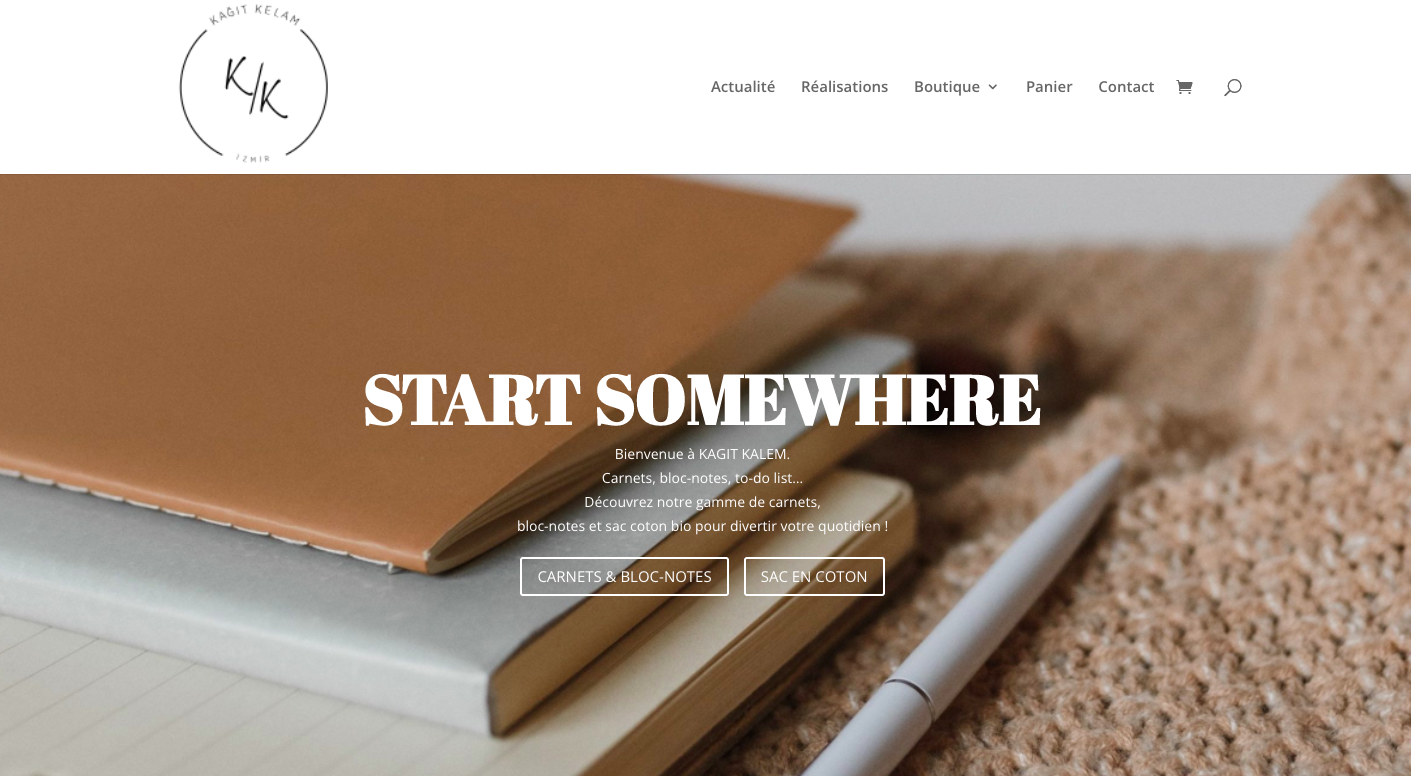 KAĞIT KELAM
K/K
IZMIR
Actualité Réalisations Boutique Panier Contact
START SOMEWHERE
Bienvenue à KAGIT KALEM.
Carnets, bloc-notes, to-do list...
Découvrez notre gamme de carnets,
bloc-notes et sac coton bio pour divertir votre quotidien !
CARNETS & BLOC-NOTES SAC EN COTON